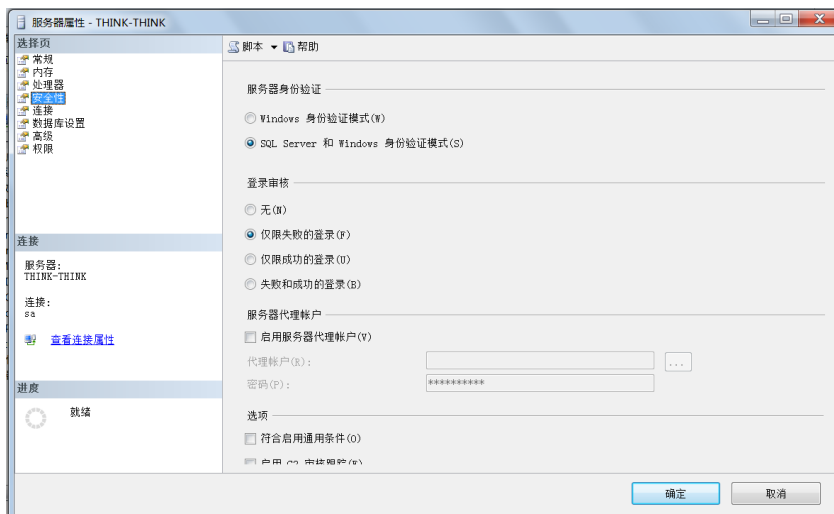 服务器属性 - THINK-THINK
选择页
常规
内存
处理器
安全性
连接
数据库设置
高级
权限
脚本 帮助
服务器身份验证
Windows 身份验证模式(W)
SQL Server 和 Windows 身份验证模式(S)
登录审核
无(N)
仅限失败的登录(F)
仅限成功的登录(U)
失败和成功的登录(B)
服务器代理帐户
启用服务器代理帐户(V)
代理帐户(R):
...
密码(P):
**********
选项
符合启用通用条件(O)
启用 C2 审核跟踪(E)
连接
服务器:
THINK-THINK
连接:
sa
查看连接属性
进度
就绪
确定 取消